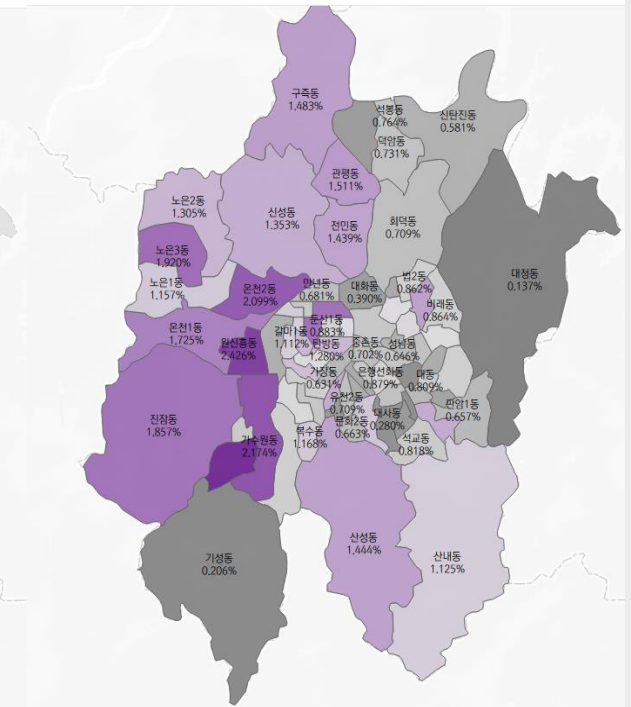 구즉동
1.483%
석봉동
0.764%
신탄진동
0.581%
덕암동
0.731%
관평동
1.511%
노은2동
1.305%
신성동
1.353%
전민동
1.439%
회덕동
0.709%
노은3동
1.920%
대청동
0.137%
노은1동
1.157%
온천2동
2.099%
안년동
0.681%
대화동
0.390%
법2동
0.862%
비래동
0.864%
온천1동
1.725%
원신흥동
2.426%
갈마1동
1.112%
둔산1동
0.883%
탄방동
1.280%
중촌동
0.702%
성남동
0.646%
가장동
0.631%
은행선화동
0.879%
대동
0.809%
판암1동
0.657%
진잠동
1.857%
유천2동
0.709%
문화2동
0.663%
대사동
0.280%
석교동
0.818%
가수원동
2.174%
복수동
1.168%
기성동
0.206%
산성동
1.444%
산내동
1.125%